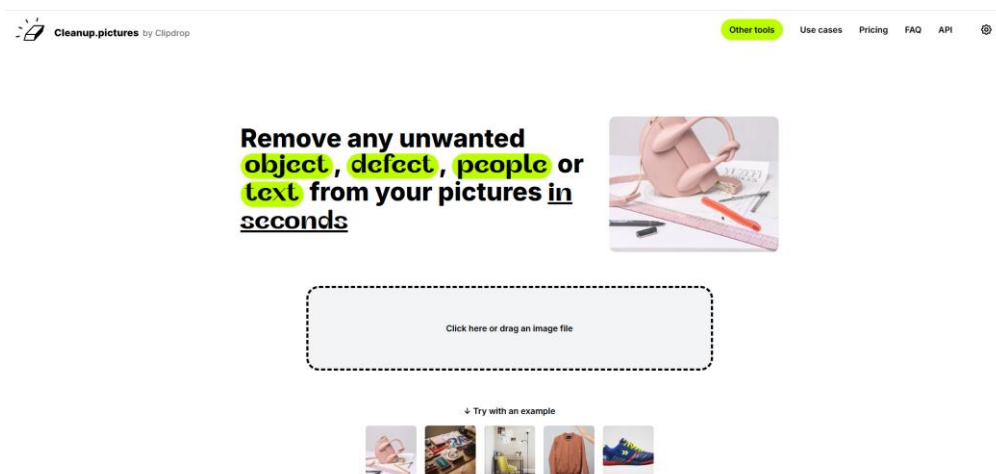 Cleanup.pictures by Clipdrop
Other tools
Use cases
Pricing
FAQ
API
Remove any unwanted
object, defect, people or
text from your pictures in
seconds
Click here or drag an image file
↓ Try with an example